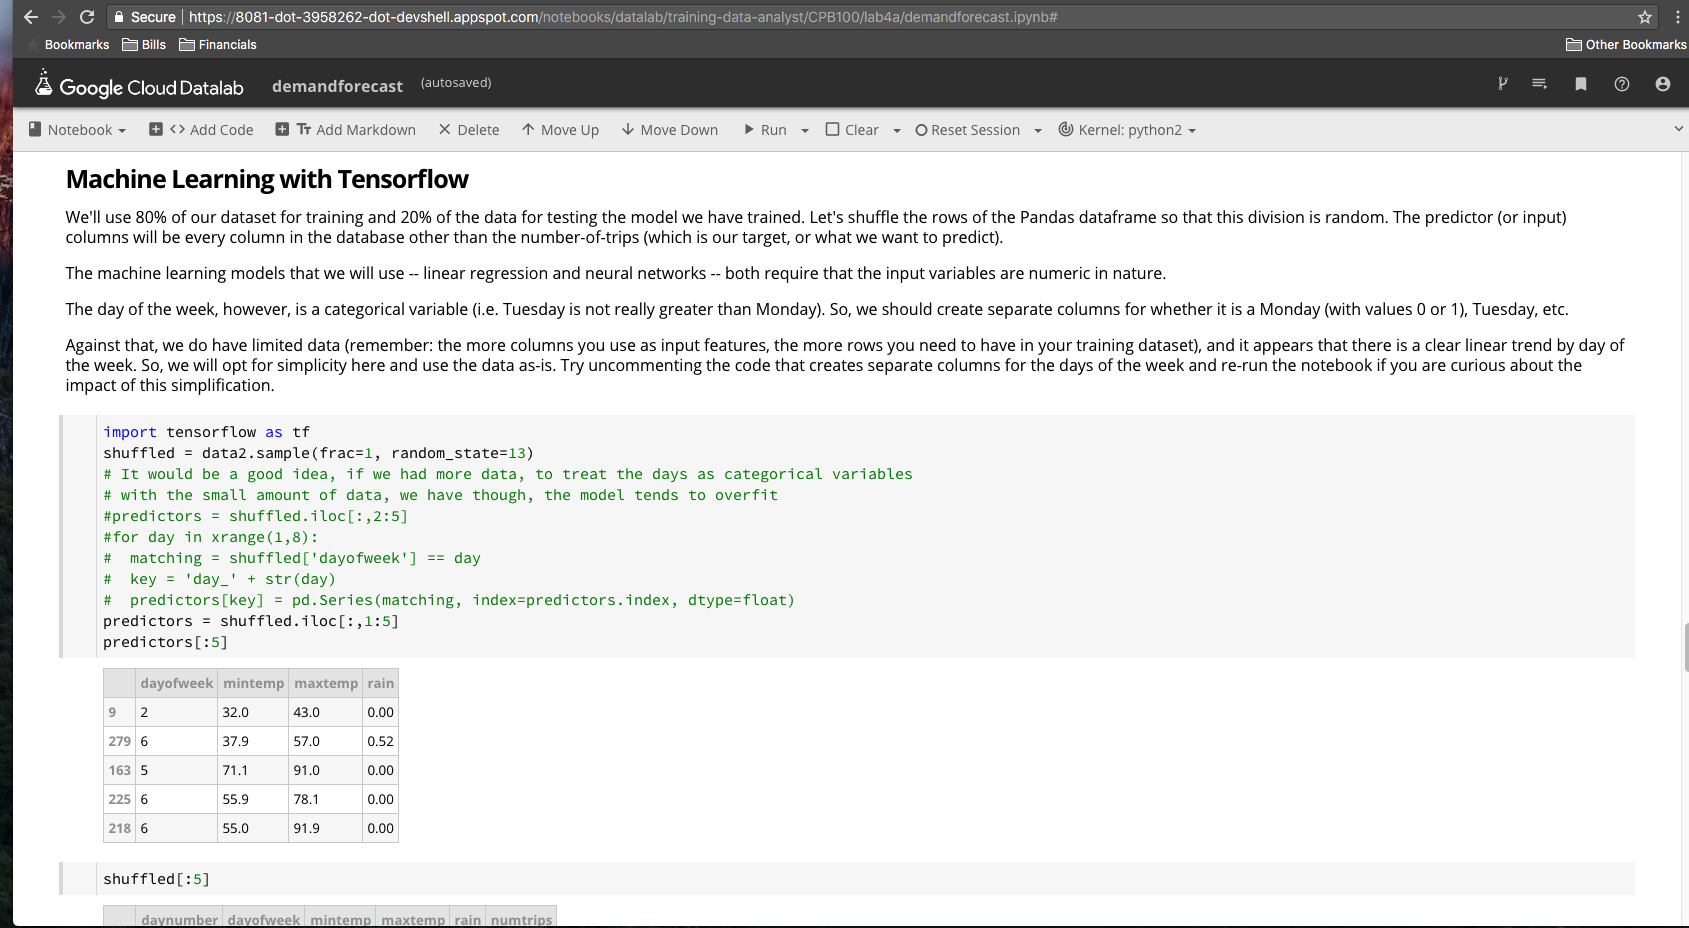 Secure | https://8081-dot-3958262-dot-devshell.appspot.com/notebooks/datalab/training-data-analyst/CPB100/lab4a/demandforecast.ipynb#
Bookmarks Bills Financials Other Bookmarks
Google Cloud Datalab demandforecast (autosaved)
Notebook <> Add Code Tт Add Markdown Delete Move Up Move Down Run Clear Reset Session Kernel: python2
Machine Learning with Tensorflow
We'll use 80% of our dataset for training and 20% of the data for testing the model we have trained. Let's shuffle the rows of the Pandas dataframe so that this division is random. The predictor (or input)
columns will be every column in the database other than the number-of-trips (which is our target, or what we want to predict).
The machine learning models that we will use -- linear regression and neural networks -- both require that the input variables are numeric in nature.
The day of the week, however, is a categorical variable (i.e. Tuesday is not really greater than Monday). So, we should create separate columns for whether it is a Monday (with values 0 or 1), Tuesday, etc.
Against that, we do have limited data (remember: the more columns you use as input features, the more rows you need to have in your training dataset), and it appears that there is a clear linear trend by day of
the week. So, we will opt for simplicity here and use the data as-is. Try uncommenting the code that creates separate columns for the days of the week and re-run the notebook if you are curious about the
impact of this simplification.
import tensorflow as tf
shuffled = data2.sample(frac=1, random_state=13)
# It would be a good idea, if we had more data, to treat the days as categorical variables
# with the small amount of data, we have though, the model tends to overfit
#predictors = shuffled.iloc[:,2:5]
#for day in xrange(1,8):
#  matching = shuffled['dayofweek'] == day
#  key = 'day_' + str(day)
#  predictors[key] = pd.Series(matching, index=predictors.index, dtype=float)
predictors = shuffled.iloc[:,1:5]
predictors[:5]
dayofweek mintemp maxtemp rain
9 2 32.0 43.0 0.00
279 6 37.9 57.0 0.52
163 5 71.1 91.0 0.00
225 6 55.9 78.1 0.00
218 6 55.0 91.9 0.00
shuffled[:5]
daynumber dayofweek mintemp maxtemp rain numtrips